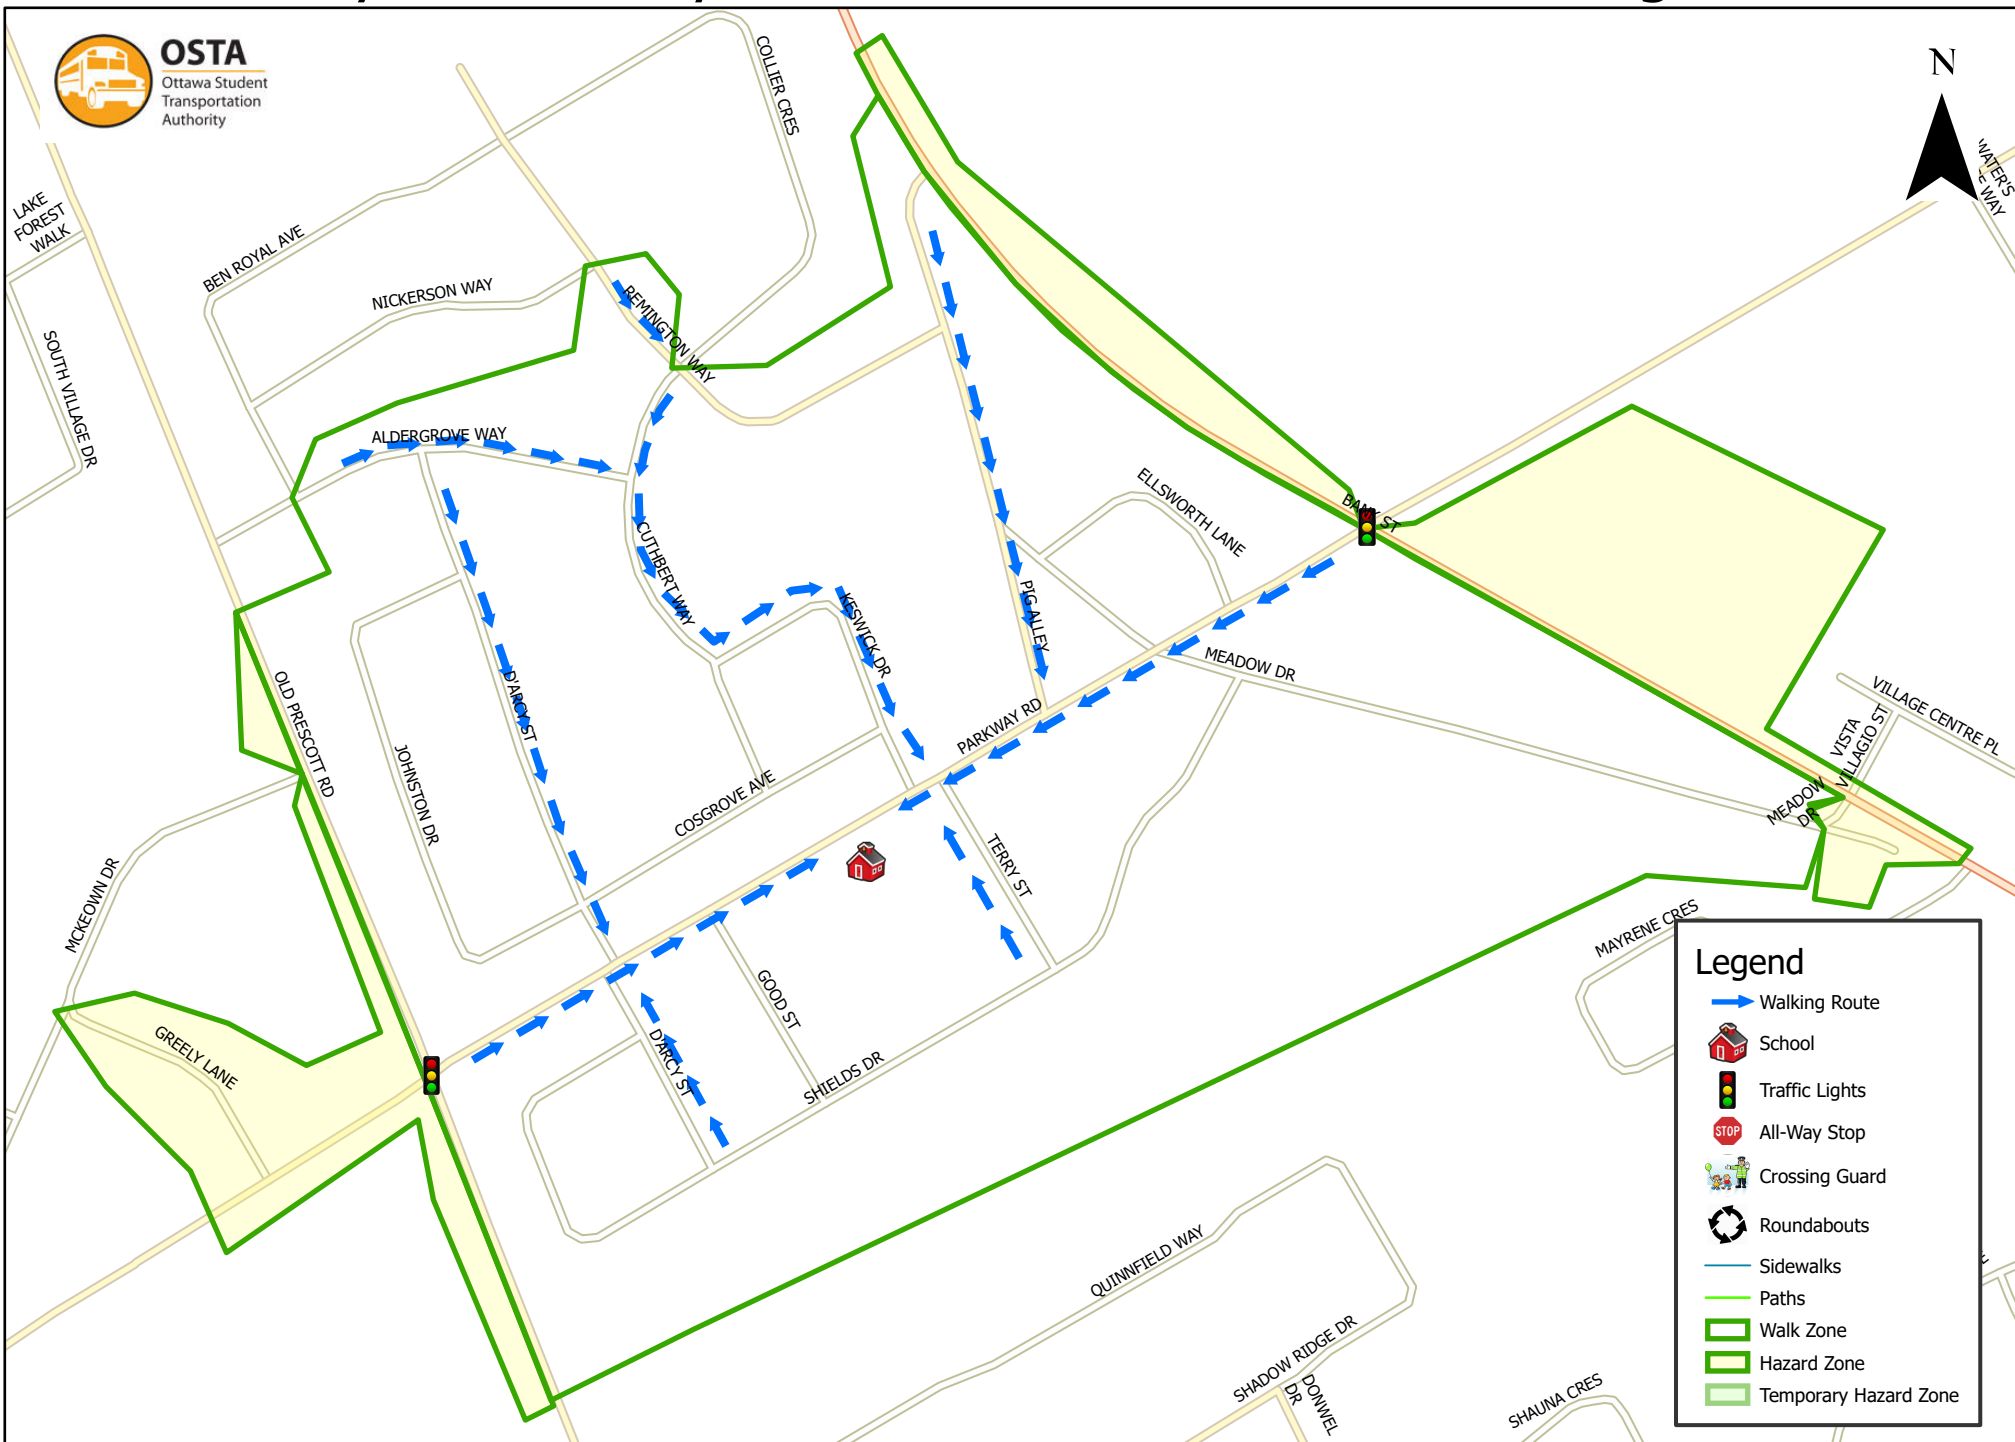 OSTA
Ottawa Student
Transportation
Authority
N
COLLIER CRES
WATER'S
WAY
LAKE
FOREST
WALK
BEN ROYAL AVE
NICKERSON WAY
REMINGTON WAY
SOUTH VILLAGE DR
ALDERGROVE WAY
ELLSWORTH LANE
BANK ST
CUTHBERT WAY
KESWICK DR
PIG ALLEY
MEADOW DR
OLD PRESCOTT RD
D'ARCY ST
PARKWAY RD
VILLAGE CENTRE PL
VISTA
VILLAGIO ST
JOHNSTON DR
COSGROVE AVE
MEADOW
DR
TERRY ST
MCKEOWN DR
MAYRENE CRES
GOOD ST
GREELY LANE
D'ARCY ST
SHIELDS DR
QUINNFIELD WAY
SHADOW RIDGE DR
DONWEL
DR
SHAUNA CRES
Legend
Walking Route
School
Traffic Lights
STOP
All-Way Stop
Crossing Guard
Roundabouts
Sidewalks
Paths
Walk Zone
Hazard Zone
Temporary Hazard Zone